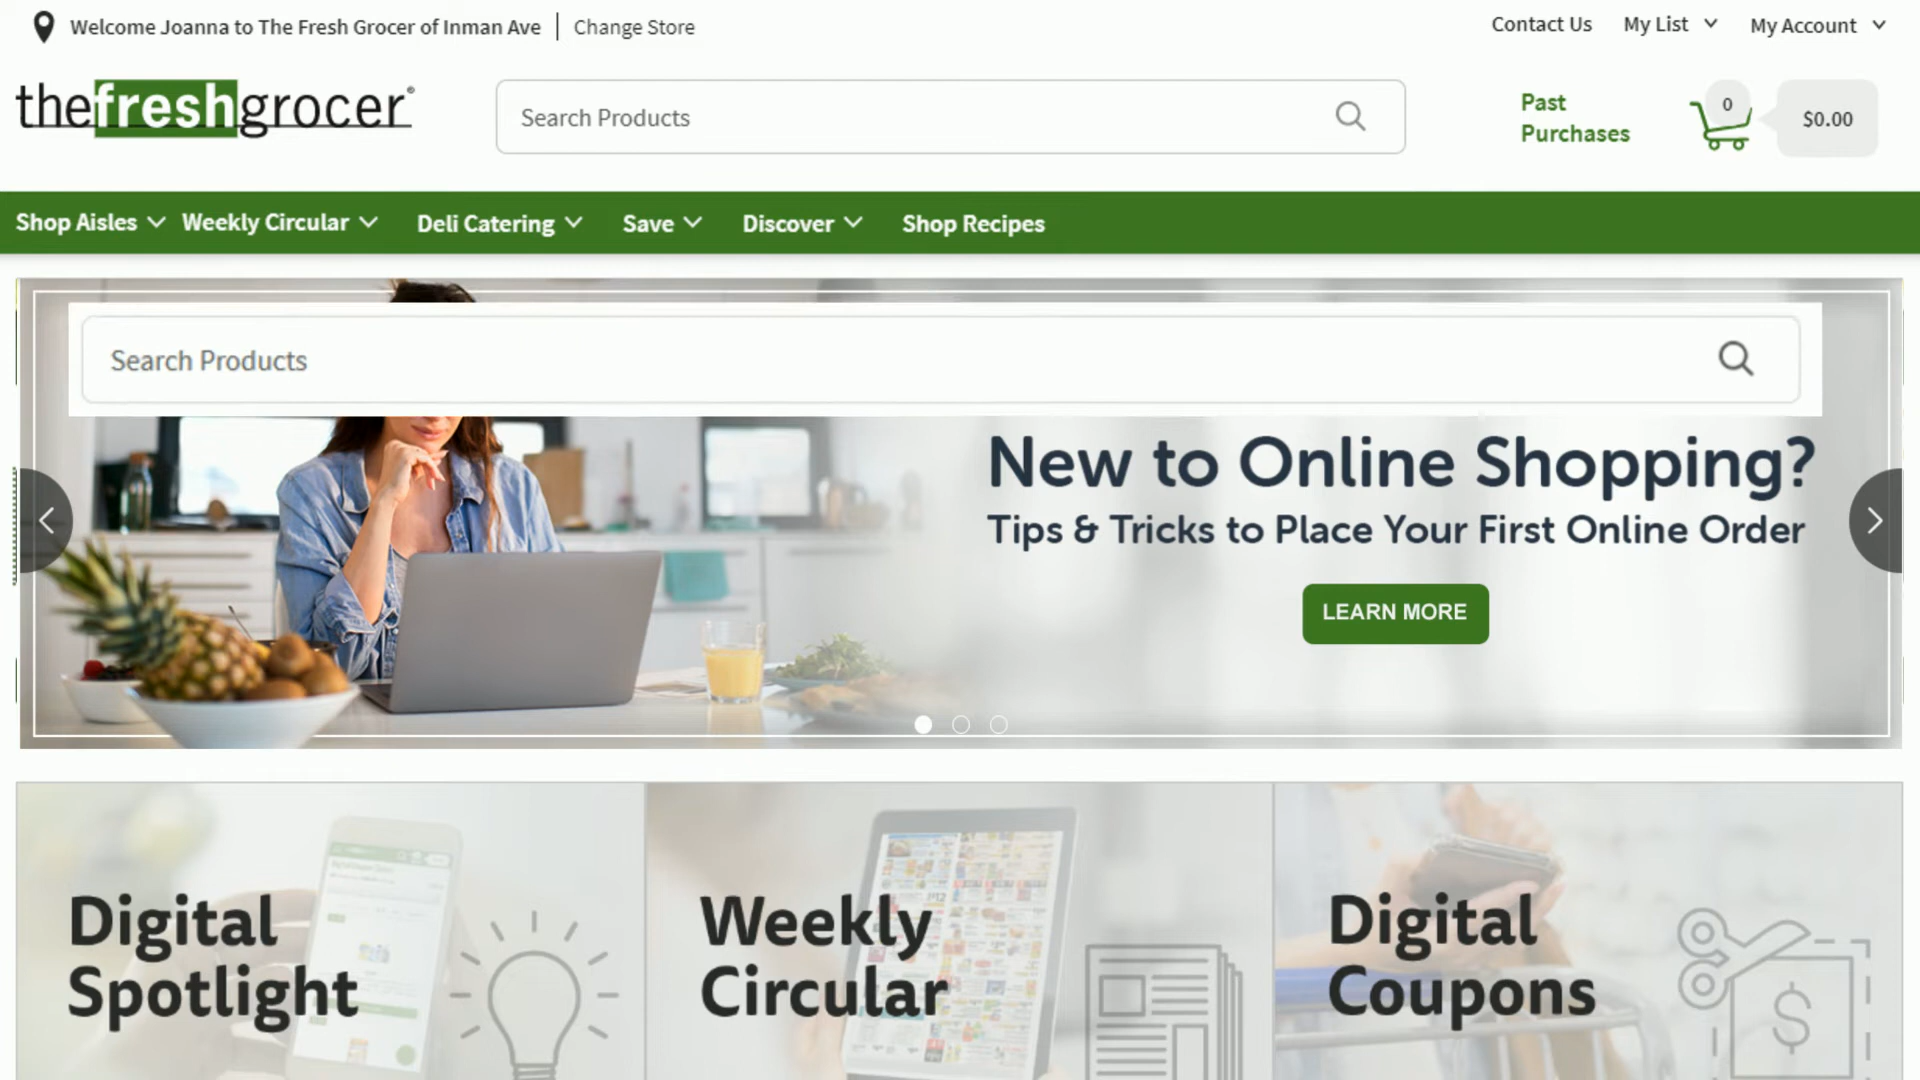 Welcome Joanna to The Fresh Grocer of Inman Ave | Change Store
Contact Us My List My Account
thefreshgrocer®
Search Products
Past
Purchases
0
$0.00
Shop Aisles Weekly Circular Deli Catering Save Discover Shop Recipes
Search Products
New to Online Shopping?
Tips & Tricks to Place Your First Online Order
LEARN MORE
Digital
Spotlight
Weekly
Circular
Digital
Coupons
$